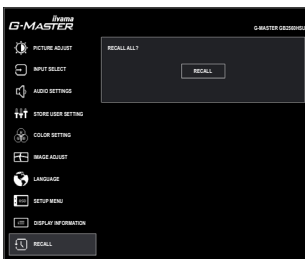 iiyama
G-MASTER
G-MASTER GB2560HSU
PICTURE ADJUST
RECALL ALL?
INPUT SELECT
RECALL
AUDIO SETTINGS
STORE USER SETTING
COLOR SETTING
IMAGE ADJUST
LANGUAGE
SETUP MENU
DISPLAY INFORMATION
RECALL